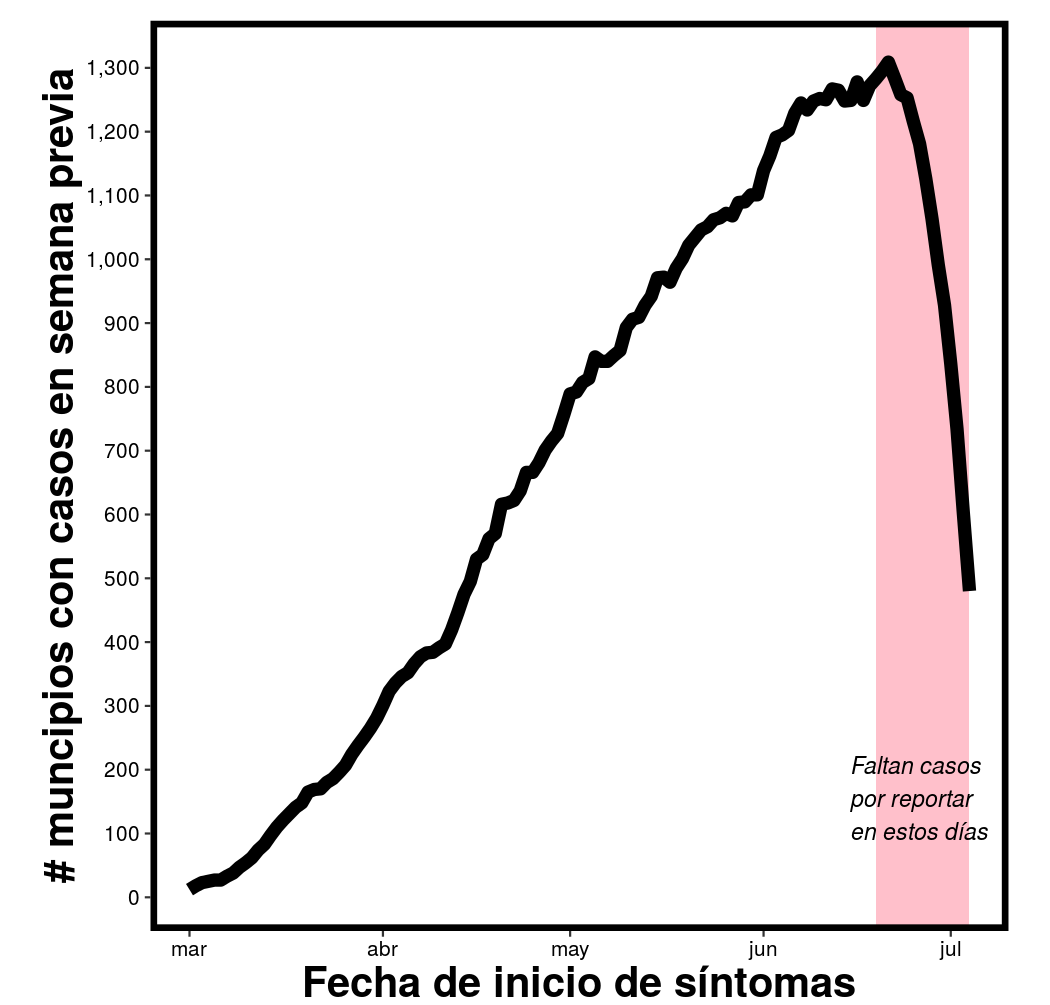 # muncipios con casos en semana previa
1,300
1,200
1,100
1,000
900
800
700
600
500
400
300
200
100
0
Faltan casos
por reportar
en estos días
mar abr may jun jul
Fecha de inicio de síntomas